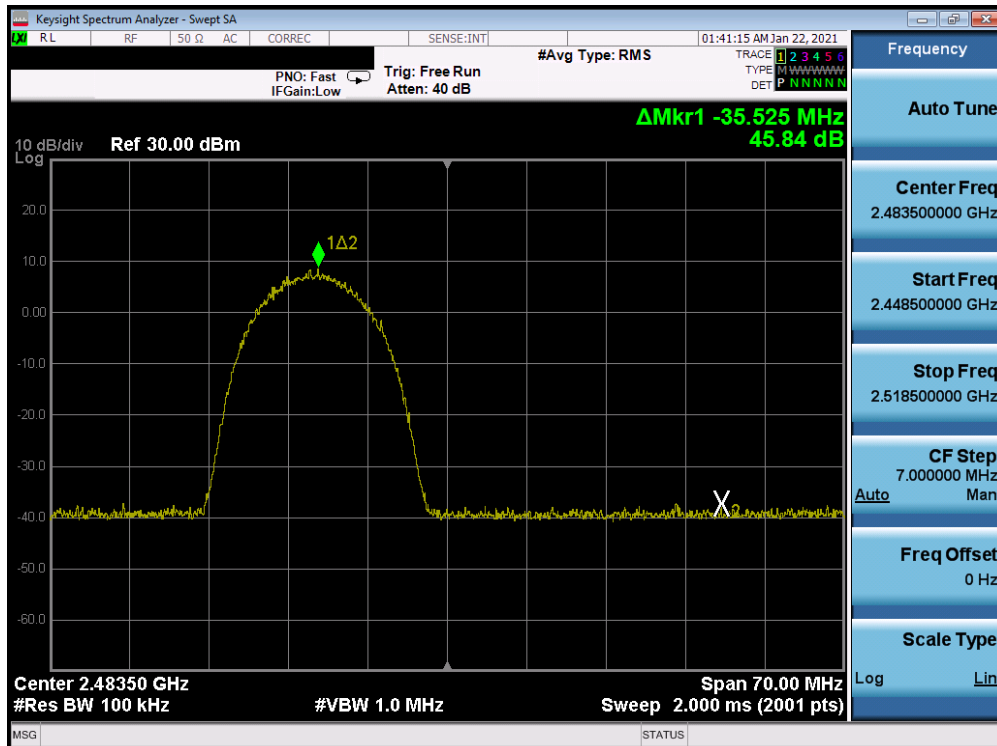 Keysight Spectrum Analyzer - Swept SA
LXI RL RF 50 Ω AC CORREC SENSE:INT 01:41:15 AM Jan 22, 2021
PNO: Fast
IFGain:Low
Trig: Free Run
Atten: 40 dB
#Avg Type: RMS
TRACE 1 2 3 4 5 6
TYPE M WWWWW
DET P N N N N N
ΔMkr1 -35.525 MHz
45.84 dB
10 dB/div
Log
Ref 30.00 dBm
20.0
10.0
0.00
-10.0
-20.0
-30.0
-40.0
-50.0
-60.0
1Δ2
X2
Center 2.48350 GHz
#Res BW 100 kHz
#VBW 1.0 MHz
Span 70.00 MHz
Sweep 2.000 ms (2001 pts)
MSG
STATUS
Frequency
Auto Tune
Center Freq
2.483500000 GHz
Start Freq
2.448500000 GHz
Stop Freq
2.518500000 GHz
CF Step
7.000000 MHz
Auto Man
Freq Offset
0 Hz
Scale Type
Log Lin